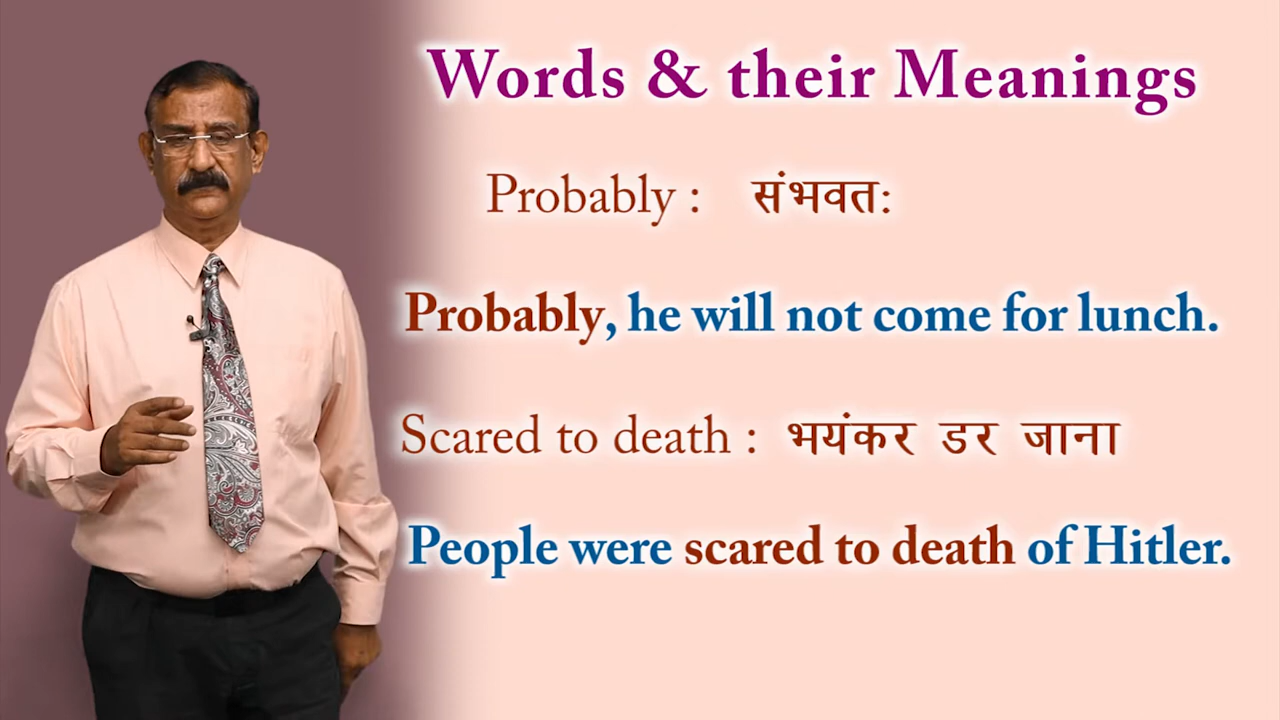 Words & their Meanings
Probably : संभवत:
Probably, he will not come for lunch.
Scared to death : भयंकर डर जाना
People were scared to death of Hitler.